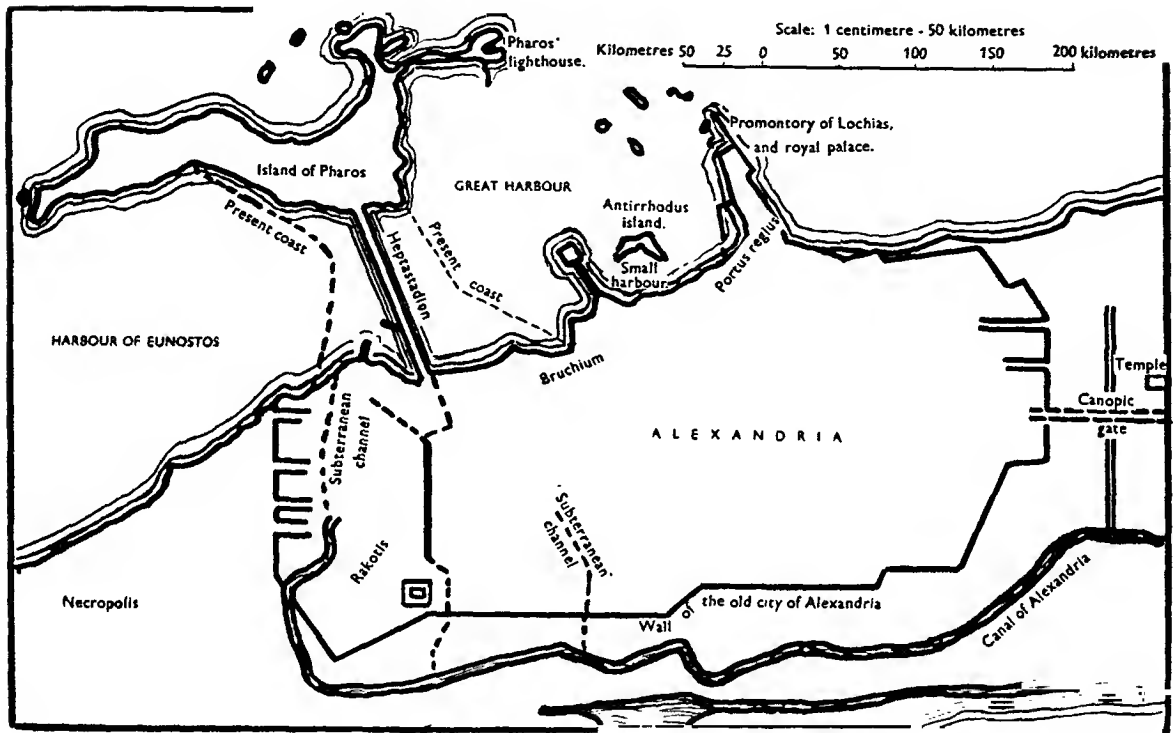 Scale: 1 centimetre - 50 kilometres
Kilometres 50 25 0 50 100 150 200 kilometres
Pharos'
lighthouse.
Promontory of Lochias,
and royal palace.
Island of Pharos
GREAT HARBOUR
Antirrhodus
island.
Small
harbour.
Portus regius
Present coast
Heptastadion
Present
coast
HARBOUR OF EUNOSTOS
Bruchium
Temple
Canopic
gate
ALEXANDRIA
Subterranean
channel
Subterranean
channel
Rakotis
Necropolis
Wall of the old city of Alexandria
Canal of Alexandria